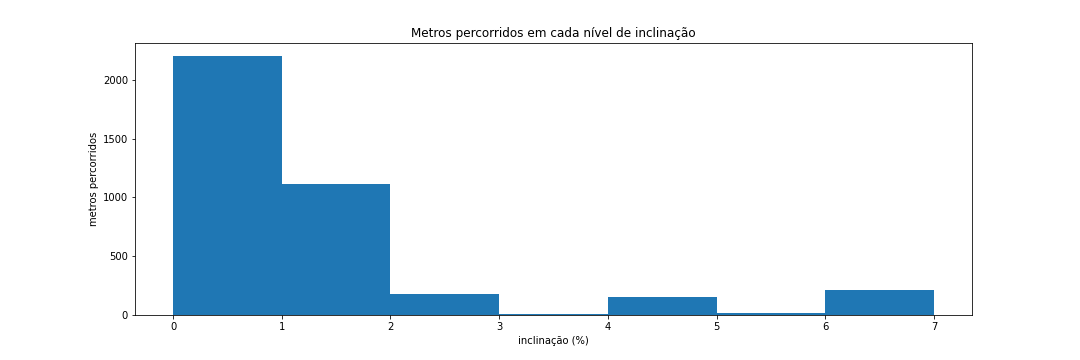 Metros percorridos em cada nível de inclinação
metros percorridos
2000
1500
1000
500
0
0 1 2 3 4 5 6 7
inclinação (%)